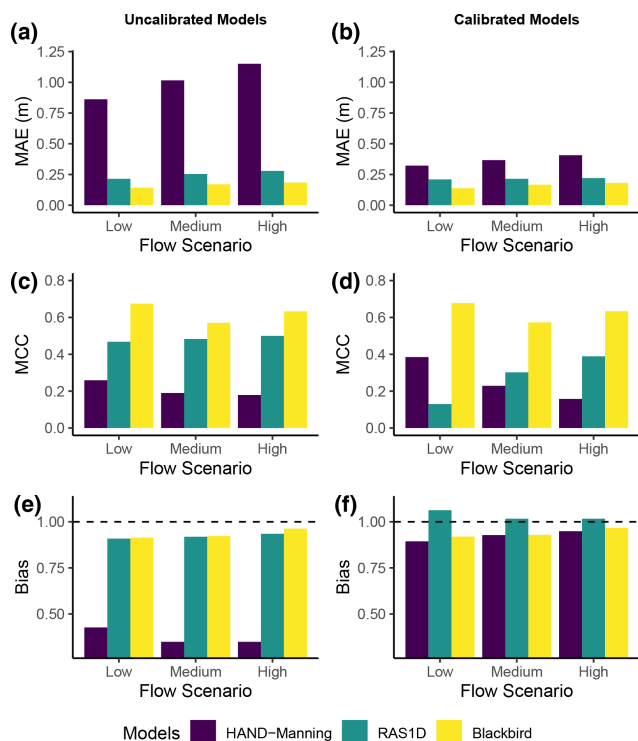 Uncalibrated Models
Calibrated Models
(a)
MAE (m)
1.25
1.00
0.75
0.50
0.25
0.00
Low
Medium
High
Flow Scenario
(b)
MAE (m)
1.25
1.00
0.75
0.50
0.25
0.00
Low
Medium
High
Flow Scenario
(c)
MCC
0.8
0.6
0.4
0.2
0.0
Low
Medium
High
Flow Scenario
(d)
MCC
0.8
0.6
0.4
0.2
0.0
Low
Medium
High
Flow Scenario
(e)
Bias
1.00
0.75
0.50
Low
Medium
High
Flow Scenario
(f)
Bias
1.00
0.75
0.50
Low
Medium
High
Flow Scenario
Models HAND−Manning RAS1D Blackbird